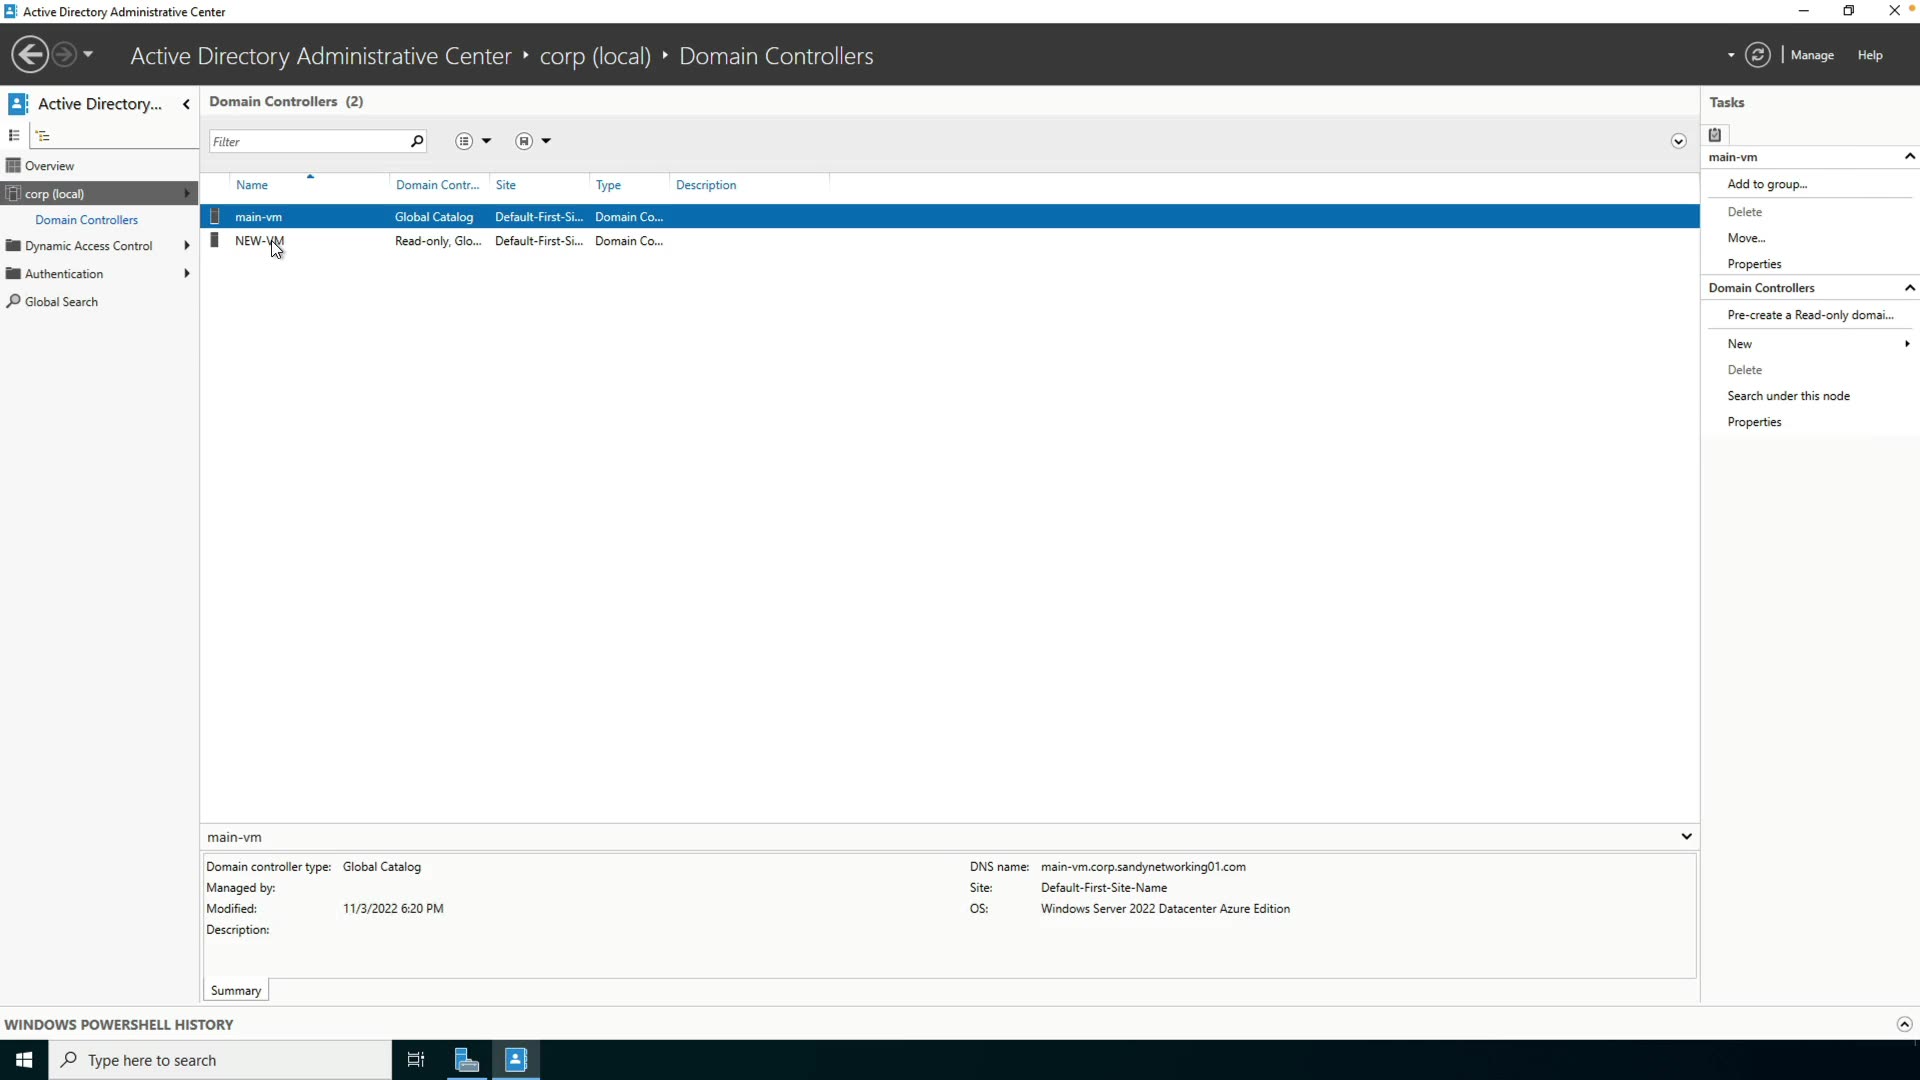 Active Directory Administrative Center
Active Directory Administrative Center corp (local) Domain Controllers
Manage Help
Active Directory...
Overview
corp (local)
Domain Controllers
Dynamic Access Control
Authentication
Global Search
Domain Controllers (2)
Filter
Name Domain Contr... Site Type Description
main-vm Global Catalog Default-First-Si... Domain Co...
NEW-VM Read-only, Glo... Default-First-Si... Domain Co...
main-vm
Domain controller type: Global Catalog
Managed by:
Modified: 11/3/2022 6:20 PM
Description:
DNS name: main-vm.corp.sandynetworking01.com
Site: Default-First-Site-Name
OS: Windows Server 2022 Datacenter Azure Edition
Summary
Tasks
main-vm
Add to group...
Delete
Move...
Properties
Domain Controllers
Pre-create a Read-only domai...
New
Delete
Search under this node
Properties
WINDOWS POWERSHELL HISTORY
Type here to search